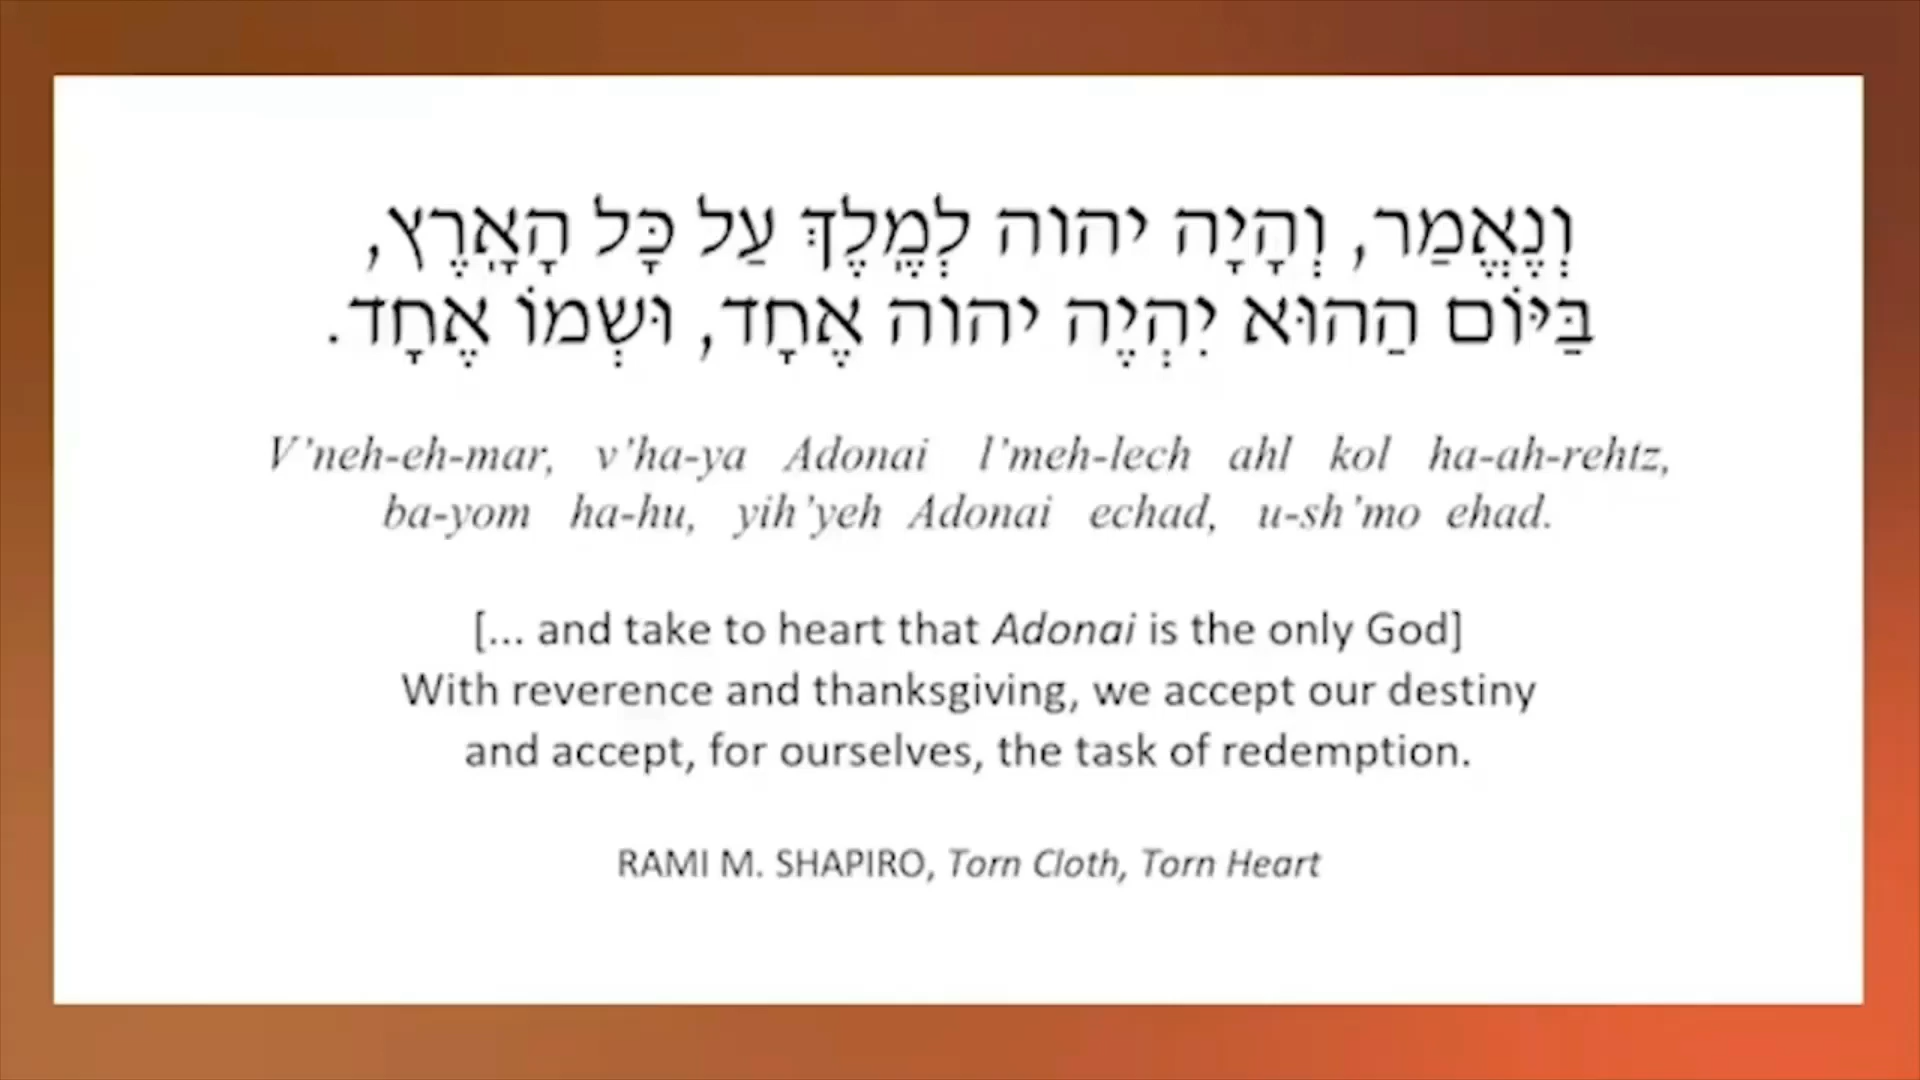 וְנֶאֱמַר, וְהָיָה יהוה לְמֶֽלֶךְ עַל כָּל הָאָֽרֶץ,
בַּיּוֹם הַהוּא יִהְיֶה יהוה אֶחָד, וּשְׁמוֹ אֶחָד.
V’neh-eh-mar, v’ha-ya Adonai l’meh-lech ahl kol ha-ah-rehtz,
ba-yom ha-hu, yih’yeh Adonai echad, u-sh’mo ehad.
[... and take to heart that Adonai is the only God]
With reverence and thanksgiving, we accept our destiny
and accept, for ourselves, the task of redemption.
RAMI M. SHAPIRO, Torn Cloth, Torn Heart